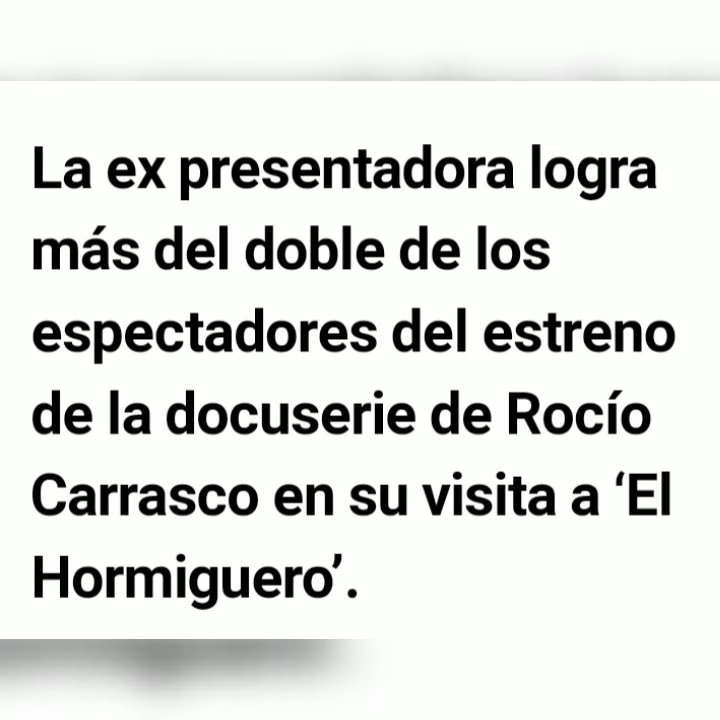 La ex presentadora logra
más del doble de los
espectadores del estreno
de la docuserie de Rocío
Carrasco en su visita a ‘El
Hormiguero’.